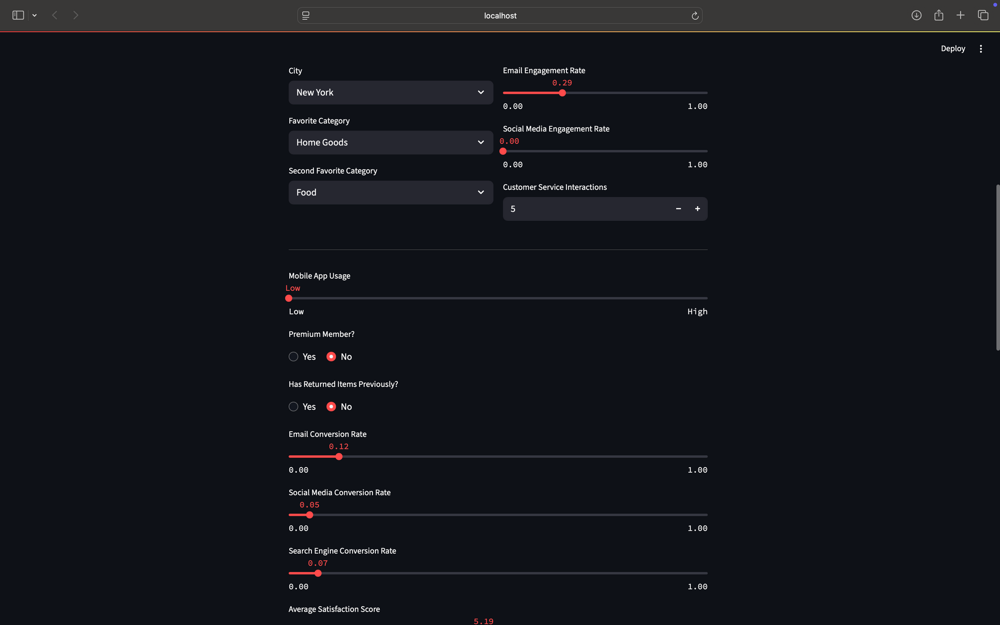 localhost
Deploy
City
New York
Favorite Category
Home Goods
Second Favorite Category
Food
Email Engagement Rate
0.29
0.00 1.00
Social Media Engagement Rate
0.00
0.00 1.00
Customer Service Interactions
5
Mobile App Usage
Low
Low High
Premium Member?
Yes No
Has Returned Items Previously?
Yes No
Email Conversion Rate
0.12
0.00 1.00
Social Media Conversion Rate
0.05
0.00 1.00
Search Engine Conversion Rate
0.07
0.00 1.00
Average Satisfaction Score
5.19